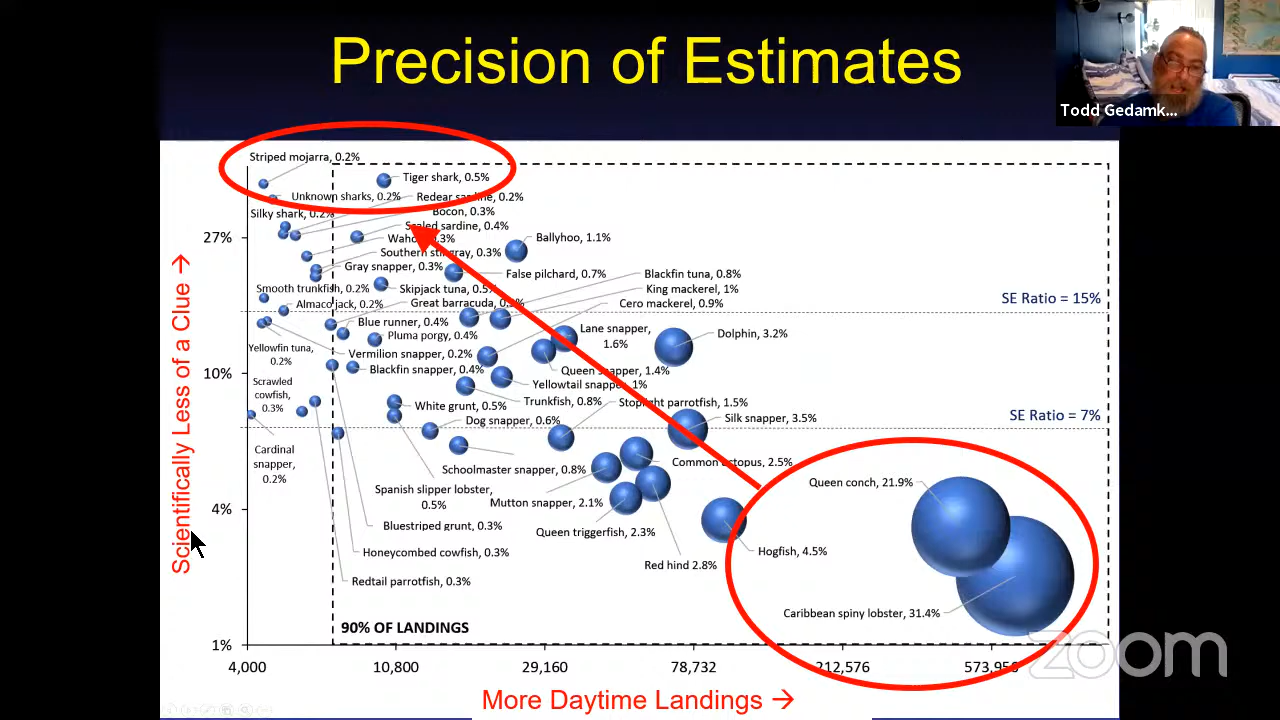 Precision of Estimates
Todd Gedamk...
Striped mojarra, 0.2%
Tiger shark, 0.5%
Unknown sharks, 0.2%
Redear sardine, 0.2%
Silky shark, 0.2%
Bocon, 0.3%
Scaled sardine, 0.4%
27%
Wahoo, 0.3%
Ballyhoo, 1.1%
Southern stingray, 0.3%
Gray snapper, 0.3%
False pilchard, 0.7%
Blackfin tuna, 0.8%
Smooth trunkfish, 0.2%
Skipjack tuna, 0.5%
King mackerel, 1%
Almaco jack, 0.2%
Great barracuda, 0.3%
Cero mackerel, 0.9%
SE Ratio = 15%
Blue runner, 0.4%
Pluma porgy, 0.4%
Lane snapper,
1.6%
Dolphin, 3.2%
Yellowfin tuna,
0.2%
Vermilion snapper, 0.2%
10%
Blackfin snapper, 0.4%
Queen snapper, 1.4%
Yellowtail snapper, 1%
Scrawled
cowfish,
0.3%
White grunt, 0.5%
Trunkfish, 0.8%
Stoplight parrotfish, 1.5%
Dog snapper, 0.6%
Silk snapper, 3.5%
SE Ratio = 7%
Cardinal
snapper,
0.2%
Schoolmaster snapper, 0.8%
Common octopus, 2.5%
Queen conch, 21.9%
Spanish slipper lobster,
0.5%
Mutton snapper, 2.1%
4%
Bluestriped grunt, 0.3%
Queen triggerfish, 2.3%
Honeycombed cowfish, 0.3%
Red hind 2.8%
Hogfish, 4.5%
Redtail parrotfish, 0.3%
Caribbean spiny lobster, 31.4%
90% OF LANDINGS
1%
4,000
10,800
29,160
78,732
212,576
Scientifically Less of a Clue →
More Daytime Landings →
zoom